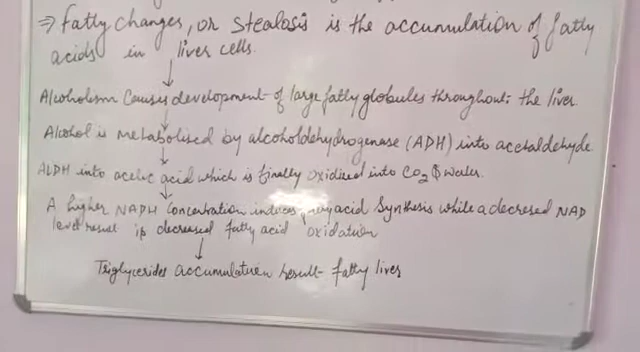 ⇒ Fatty changes, or Steatosis is the accumulation of fatty
acids in liver cells.
↓
Alcoholism Causes development of large fatty globules throughout the liver.
↓
Alcohol is metabolised by alcoholdehydrogenase (ADH) into acetaldehyde
↓
ALDH into acetic acid which is finally oxidized into CO2 & water.
↓
A higher NADH Concentration induces acid Synthesis while a decresed NAD
level result in decreased fatty acid oxidation
↓
Triglycerides accumulation result fatty liver